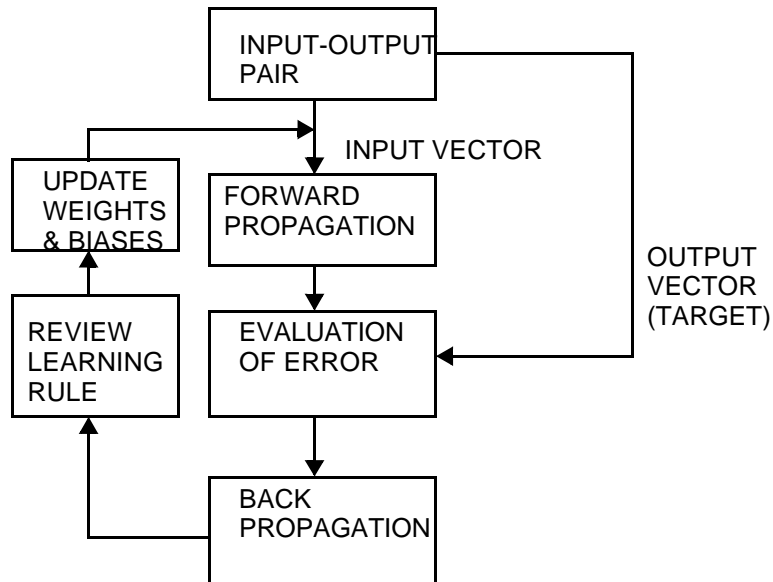 INPUT-OUTPUT
PAIR
INPUT VECTOR
UPDATE
WEIGHTS
& BIASES
FORWARD
PROPAGATION
OUTPUT
VECTOR
(TARGET)
REVIEW
LEARNING
RULE
EVALUATION
OF ERROR
BACK
PROPAGATION